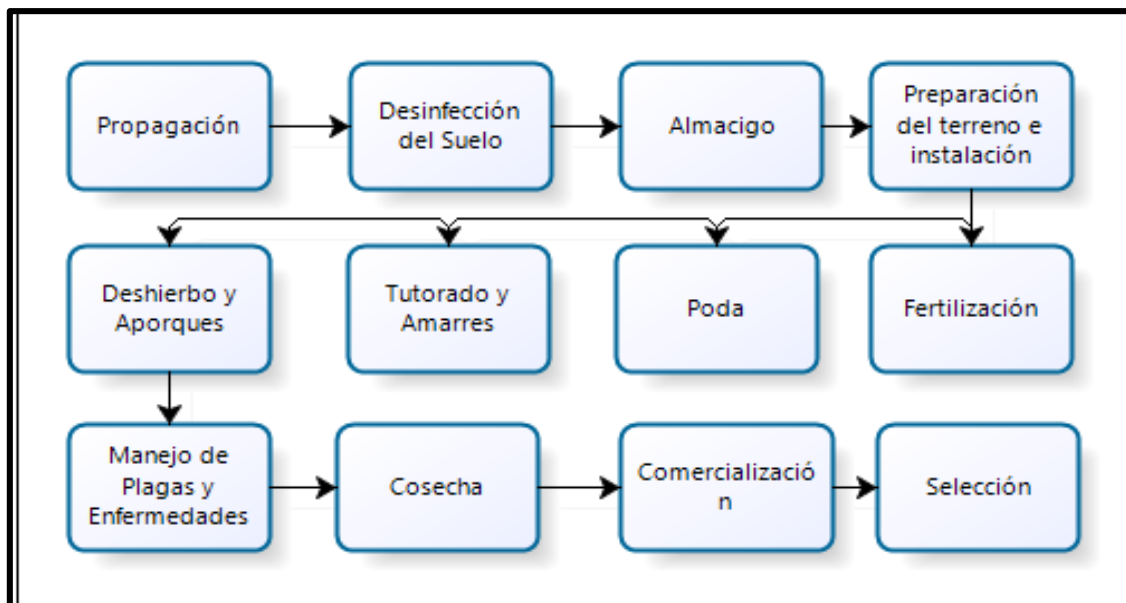 Propagación
Desinfección
del Suelo
Almacigo
Preparación
del terreno e
instalación
Deshierbo y
Aporques
Tutorado y
Amarres
Poda
Fertilización
Manejo de
Plagas y
Enfermedades
Cosecha
Comercializació
n
Selección